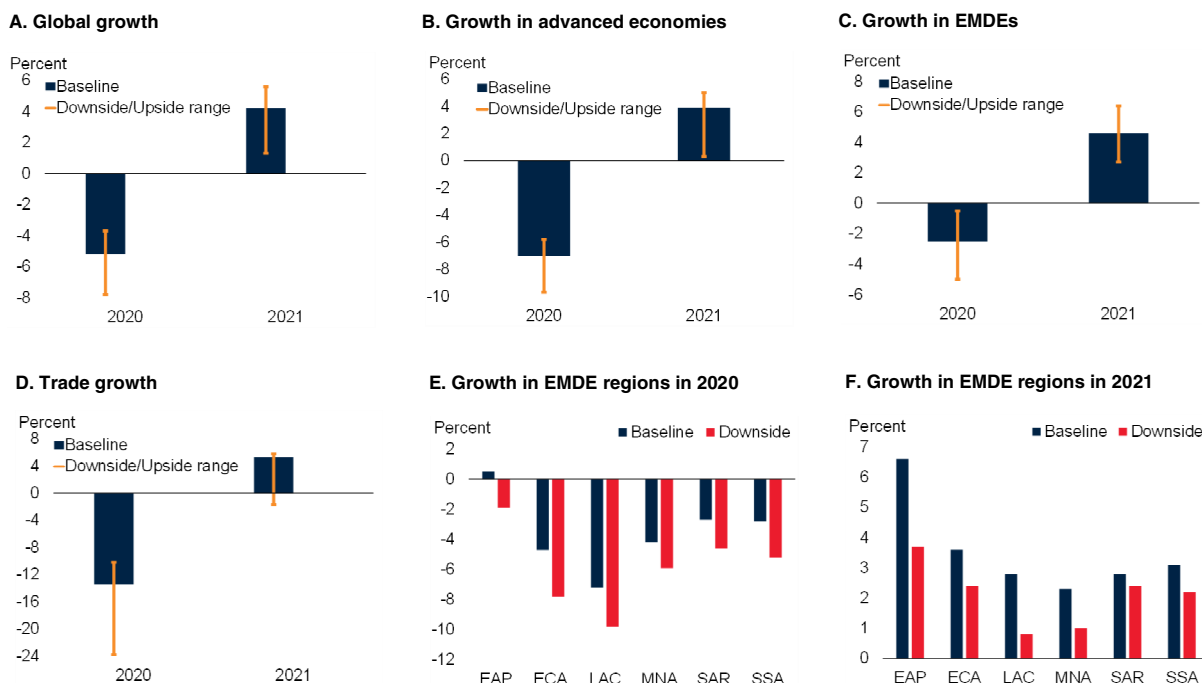 A. Global growth
Percent
6
4
2
0
-2
-4
-6
-8
Baseline
Downside/Upside range
2020
2021
B. Growth in advanced economies
Percent
6
4
2
0
-2
-4
-6
-8
-10
Baseline
Downside/Upside range
2020
2021
C. Growth in EMDEs
Percent
8
6
4
2
0
-2
-4
-6
Baseline
Downside/Upside range
2020
2021
D. Trade growth
Percent
8
4
0
-4
-8
-12
-16
-20
-24
Baseline
Downside/Upside range
2020
2021
E. Growth in EMDE regions in 2020
Percent
2
0
-2
-4
-6
-8
-10
-12
Baseline Downside
EAP ECA LAC MNA SAR SSA
F. Growth in EMDE regions in 2021
Percent
7
6
5
4
3
2
1
0
Baseline Downside
EAP ECA LAC MNA SAR SSA